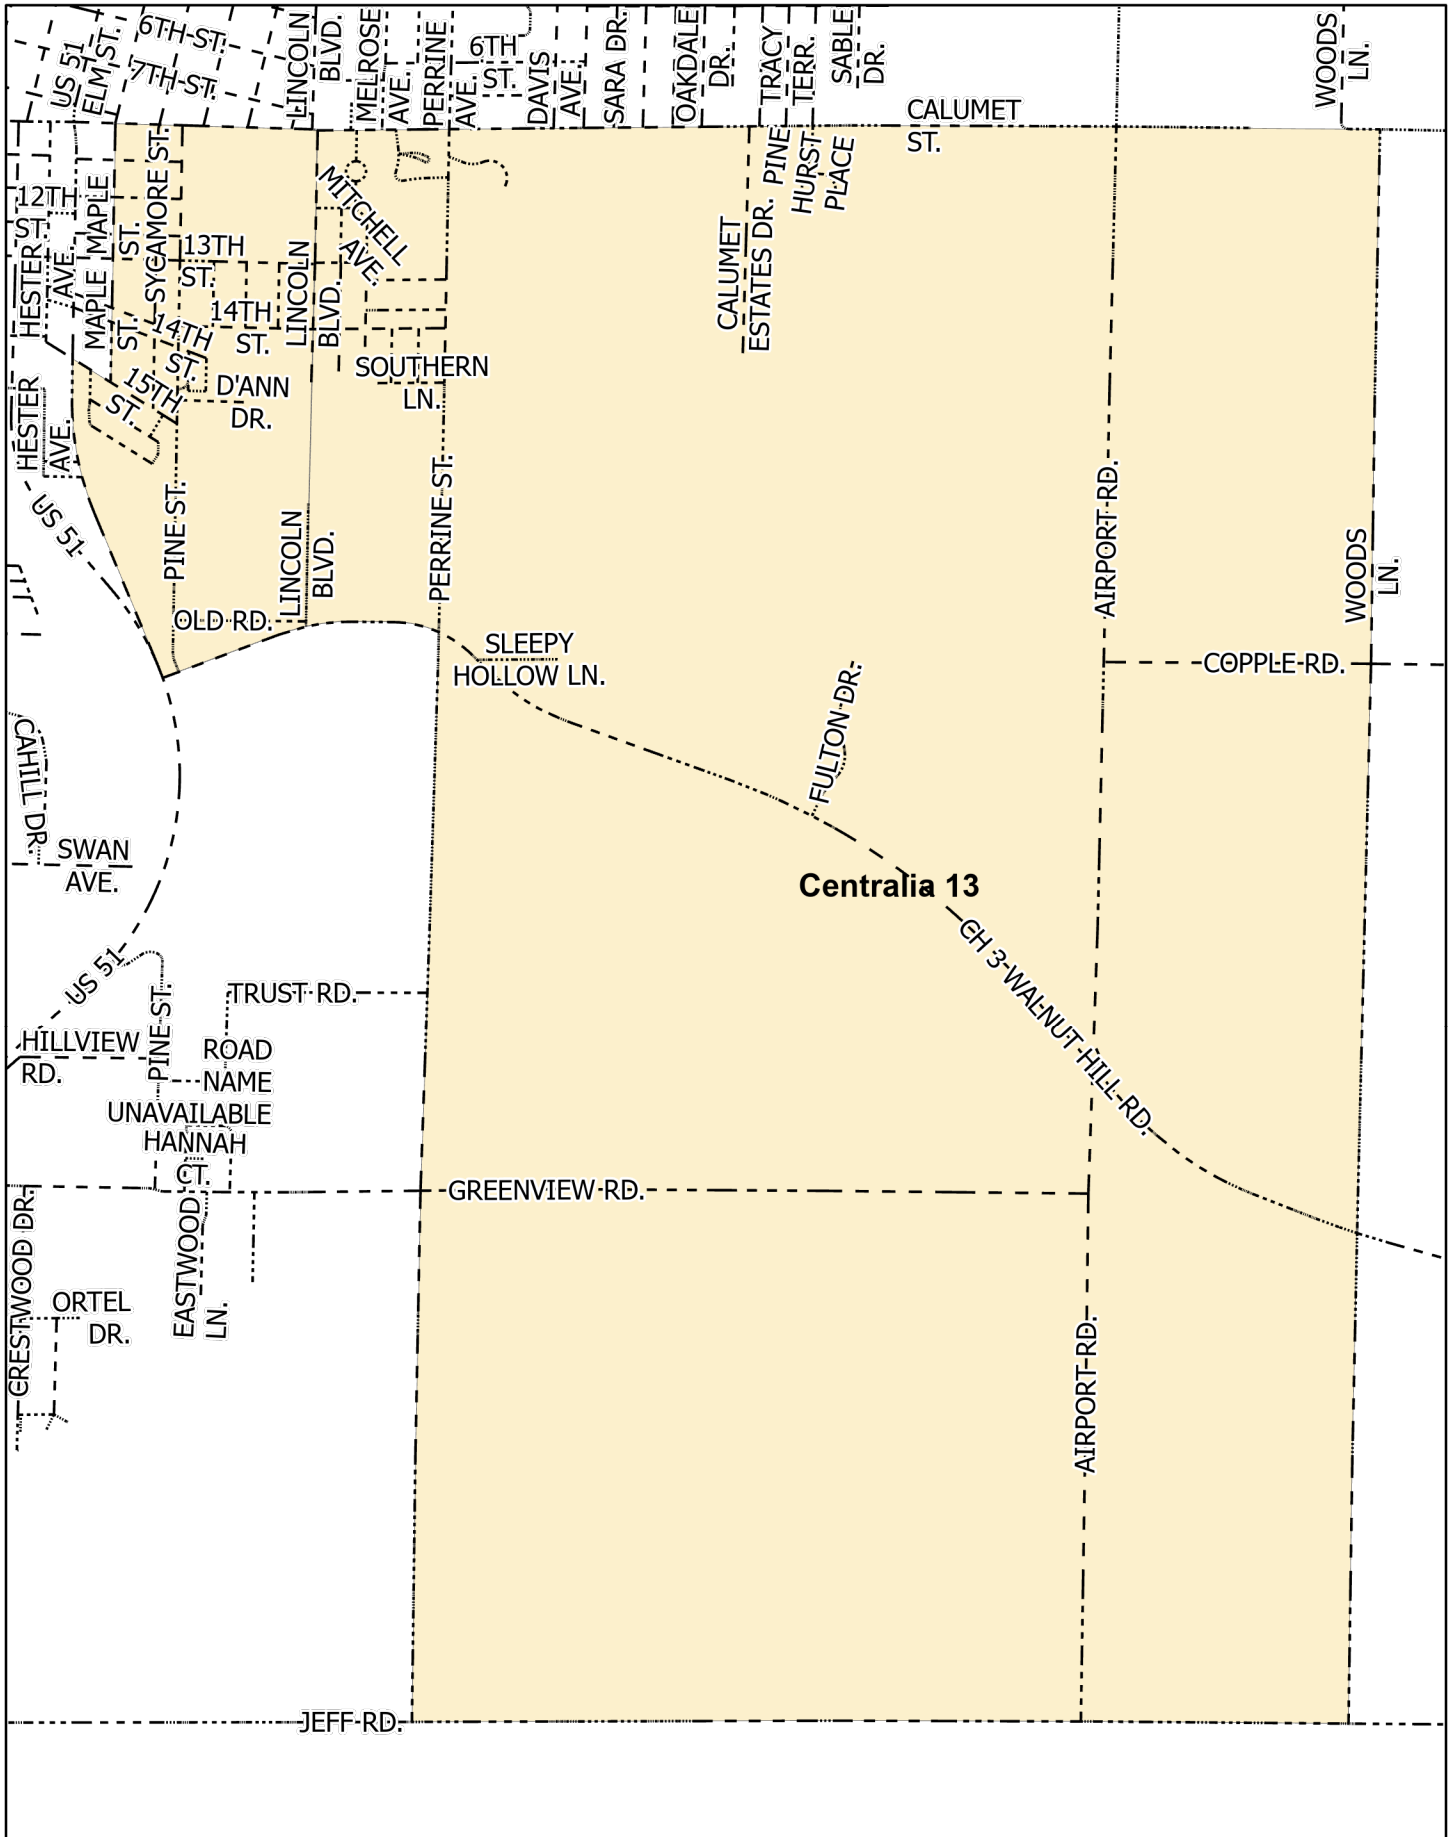 6TH ST.
7TH ST.
US 51
ELM ST.
LINCOLN
BLVD.
MELROSE
AVE.
PERRINE
AVE.
6TH
ST.
DAVIS
AVE.
SARA DR.
OAKDALE
DR.
TRACY
TERR.
SABLE
DR.
WOODS
LN.
CALUMET
ST.
12TH
ST.
HESTER
AVE.
MAPLE
ST.
MAPLE
ST.
SYCAMORE ST.
13TH
ST.
14TH
ST.
14TH
ST.
LINCOLN
BLVD.
MITCHELL
AVE.
PINE
HURST
PLACE
CALUMET
ESTATES DR.
15TH
ST.
D'ANN
DR.
SOUTHERN
LN.
HESTER
AVE.
US 51
PINE ST.
LINCOLN
BLVD.
PERRINE ST.
AIRPORT RD.
WOODS
LN.
OLD RD.
SLEEPY
HOLLOW LN.
COPPLE RD.
FULTON DR.
CAHILL DR.
SWAN
AVE.
Centralia 13
CH 3 WALNUT HILL RD.
US 51
PINE ST.
TRUST RD.
HILLVIEW
RD.
ROAD
NAME
UNAVAILABLE
HANNAH
CT.
GREENVIEW RD.
CRESTWOOD DR.
EASTWOOD
LN.
ORTEL
DR.
AIRPORT RD.
JEFF RD.